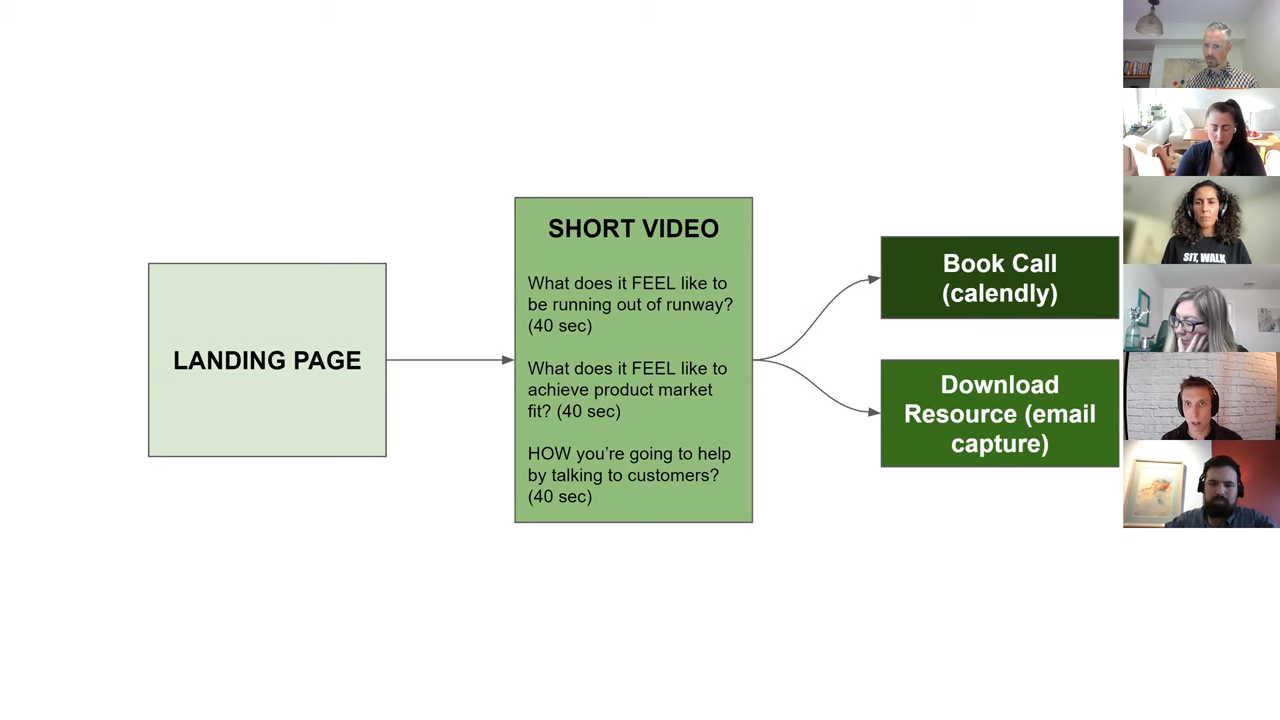 LANDING PAGE
SHORT VIDEO
What does it FEEL like to
be running out of runway?
(40 sec)
What does it FEEL like to
achieve product market
fit? (40 sec)
HOW you’re going to help
by talking to customers?
(40 sec)
Book Call
(calendly)
Download
Resource (email
capture)
SIT, WALK